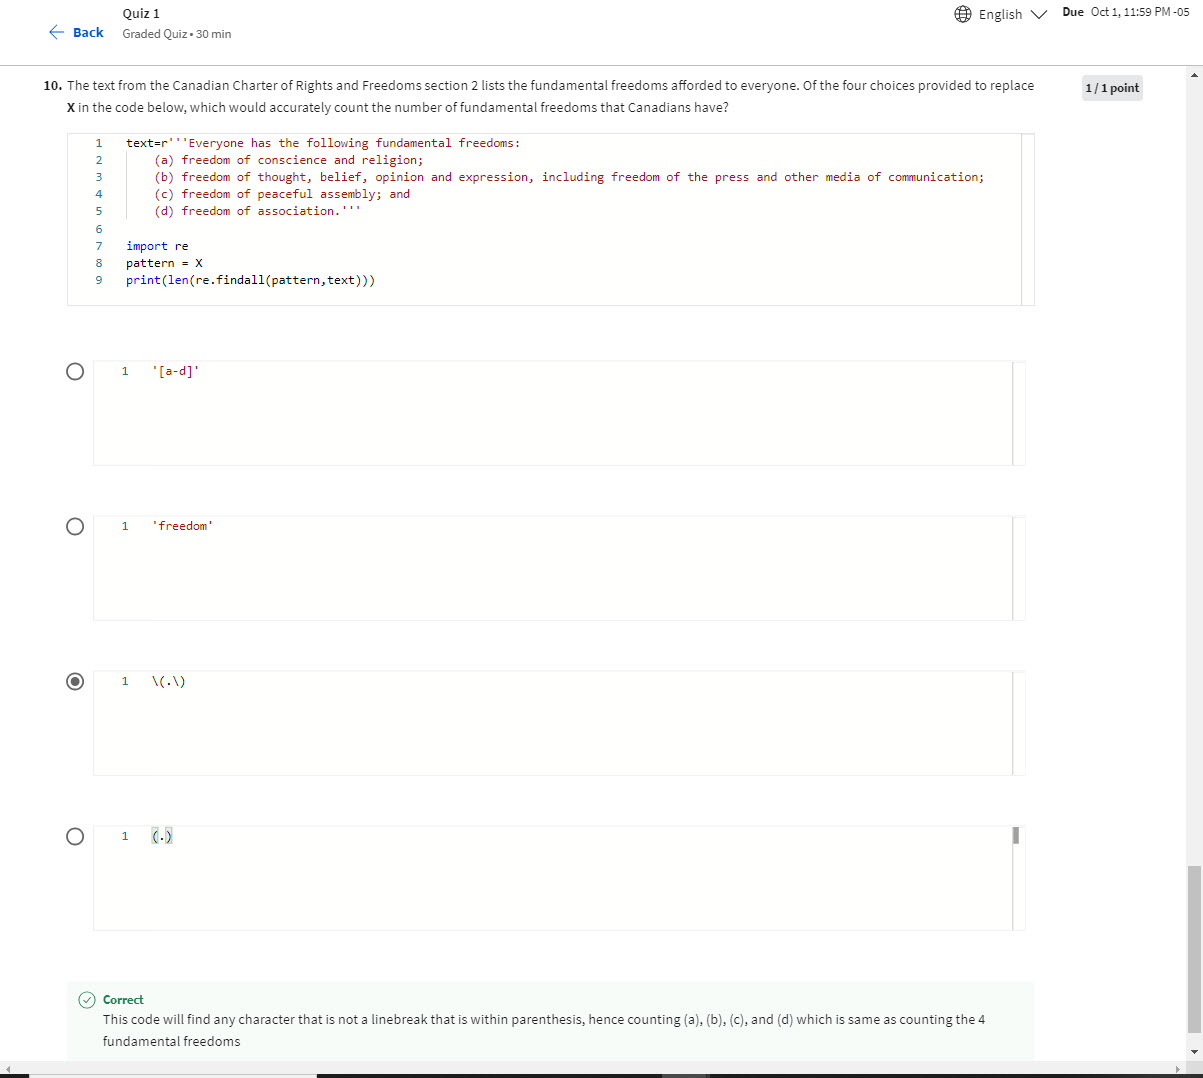 Quiz 1
English
Due Oct 1, 11:59 PM -05
Back
Graded Quiz • 30 min
10. The text from the Canadian Charter of Rights and Freedoms section 2 lists the fundamental freedoms afforded to everyone. Of the four choices provided to replace
X in the code below, which would accurately count the number of fundamental freedoms that Canadians have?
1 / 1 point
1 text=r'''Everyone has the following fundamental freedoms:
2 (a) freedom of conscience and religion;
3 (b) freedom of thought, belief, opinion and expression, including freedom of the press and other media of communication;
4 (c) freedom of peaceful assembly; and
5 (d) freedom of association.'''
6
7 import re
8 pattern = X
9 print(len(re.findall(pattern,text)))
1 '[a-d]'
1 'freedom'
1 \(.\)
1 (.)
Correct
This code will find any character that is not a linebreak that is within parenthesis, hence counting (a), (b), (c), and (d) which is same as counting the 4
fundamental freedoms